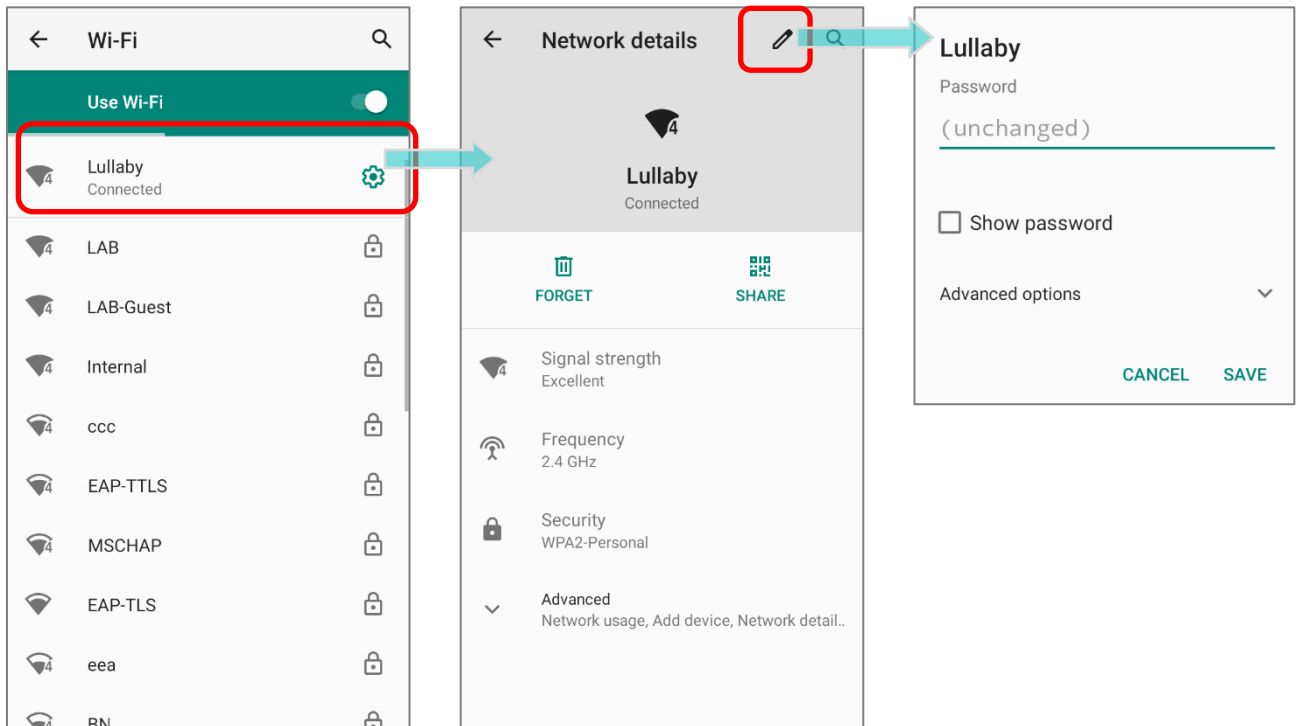 Wi-Fi
Use Wi-Fi
Lullaby
Connected
LAB
LAB-Guest
Internal
ccc
EAP-TTLS
MSCHAP
EAP-TLS
eea
BN
Network details
Lullaby
Connected
FORGET SHARE
Signal strength
Excellent
Frequency
2.4 GHz
Security
WPA2-Personal
Advanced
Network usage, Add device, Network detail..
Lullaby
Password
(unchanged)
Show password
Advanced options
CANCEL SAVE